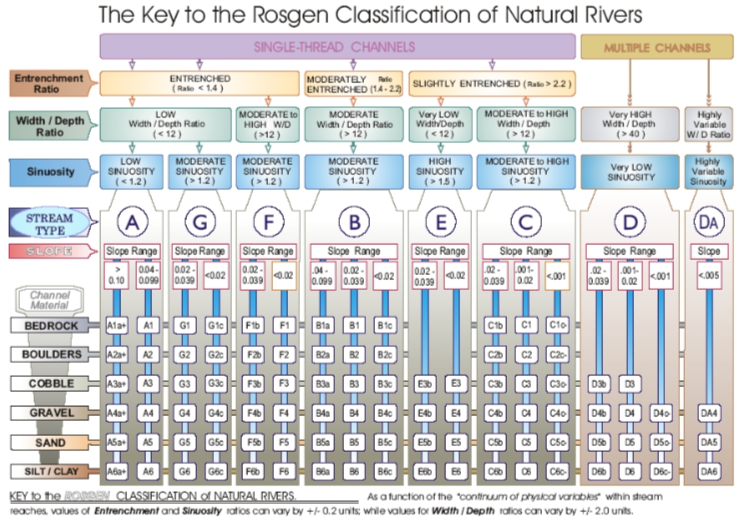 The Key to the Rosgen Classification of Natural Rivers
SINGLE-THREAD CHANNELS MULTIPLE CHANNELS
Entrenchment Ratio
ENTRENCHED (Ratio < 1.4)
MODERATELY ENTRENCHED Ratio (1.4 - 2.2)
SLIGHTLY ENTRENCHED (Ratio > 2.2)
Width / Depth Ratio
LOW Width / Depth Ratio (< 12)
MODERATE to HIGH W/D (>12)
MODERATE Width / Depth Ratio (> 12)
Very LOW Width/Depth (< 12)
MODERATE to HIGH Width / Depth (> 12)
Very HIGH Width / Depth (> 40)
Highly Variable W/ D Ratio
Sinuosity
LOW SINUOSITY (< 1.2)
MODERATE SINUOSITY (> 1.2)
MODERATE SINUOSITY (> 1.2)
MODERATE SINUOSITY (> 1.2)
HIGH SINUOSITY (> 1.5)
MODERATE to HIGH SINUOSITY (> 1.2)
Very LOW SINUOSITY
Highly Variable Sinuosity
STREAM TYPE A G F B E C D DA
SLOPE Slope Range Slope Range Slope Range Slope Range Slope Range Slope Range Slope Range Slope
> 0.10 0.04-0.099 0.02-0.039 <0.02 0.02-0.039 <0.02 .04-0.099 0.02-0.039 <0.02 0.02-0.039 <0.02 .02-0.039 .001-0.02 <.001 .02-0.039 .001-0.02 <.001 <.005
Channel Material
BEDROCK A1a+ A1 G1 G1c F1b F1 B1a B1 B1c C1b C1 C1c-
BOULDERS A2a+ A2 G2 G2c F2b F2 B2a B2 B2c C2b C2 C2c-
COBBLE A3a+ A3 G3 G3c F3b F3 B3a B3 B3c E3b E3 C3b C3 C3c- D3b D3
GRAVEL A4a+ A4 G4 G4c F4b F4 B4a B4 B4c E4b E4 C4b C4 C4c- D4b D4 D4c- DA4
SAND A5a+ A5 G5 G5c F5b F5 B5a B5 B5c E5b E5 C5b C5 C5c- D5b D5 D5c- DA5
SILT / CLAY A6a+ A6 G6 G6c F6b F6 B6a B6 B6c E6b E6 C6b C6 C6c- D6b D6 D6c- DA6
KEY to the ROSGEN CLASSIFICATION of NATURAL RIVERS. As a function of the "continuum of physical variables" within stream
reaches, values of Entrenchment and Sinuosity ratios can vary by +/- 0.2 units; while values for Width / Depth ratios can vary by +/- 2.0 units.